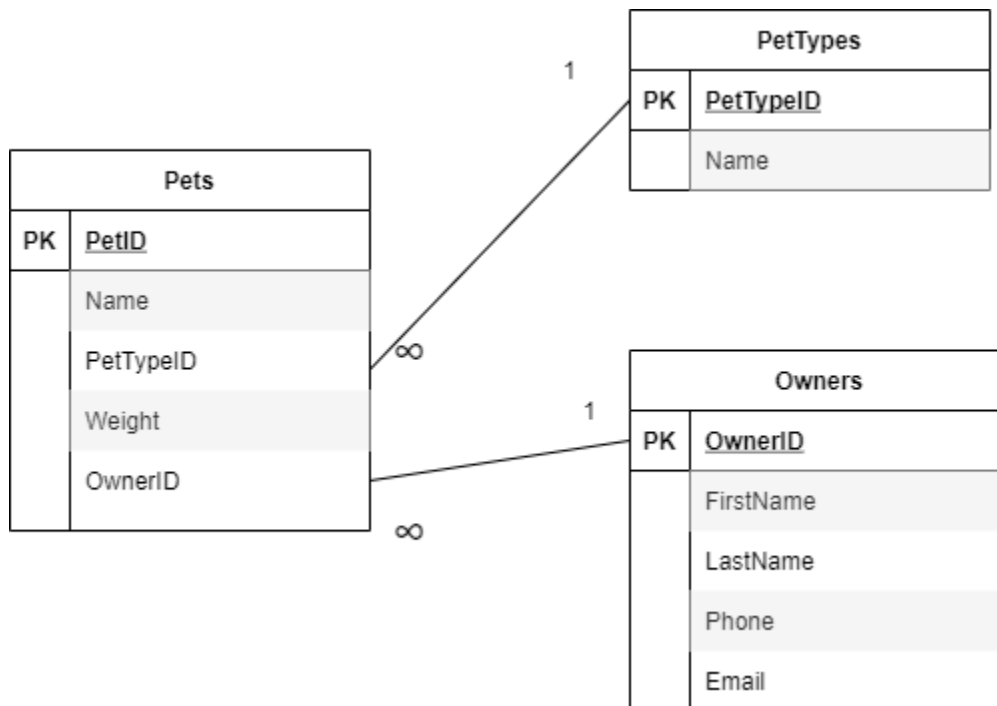 PetTypes
1
PK PetTypeID
Name
Pets
PK PetID
Name
PetTypeID
∞
Weight
OwnerID
∞
Owners
1
PK OwnerID
FirstName
LastName
Phone
Email